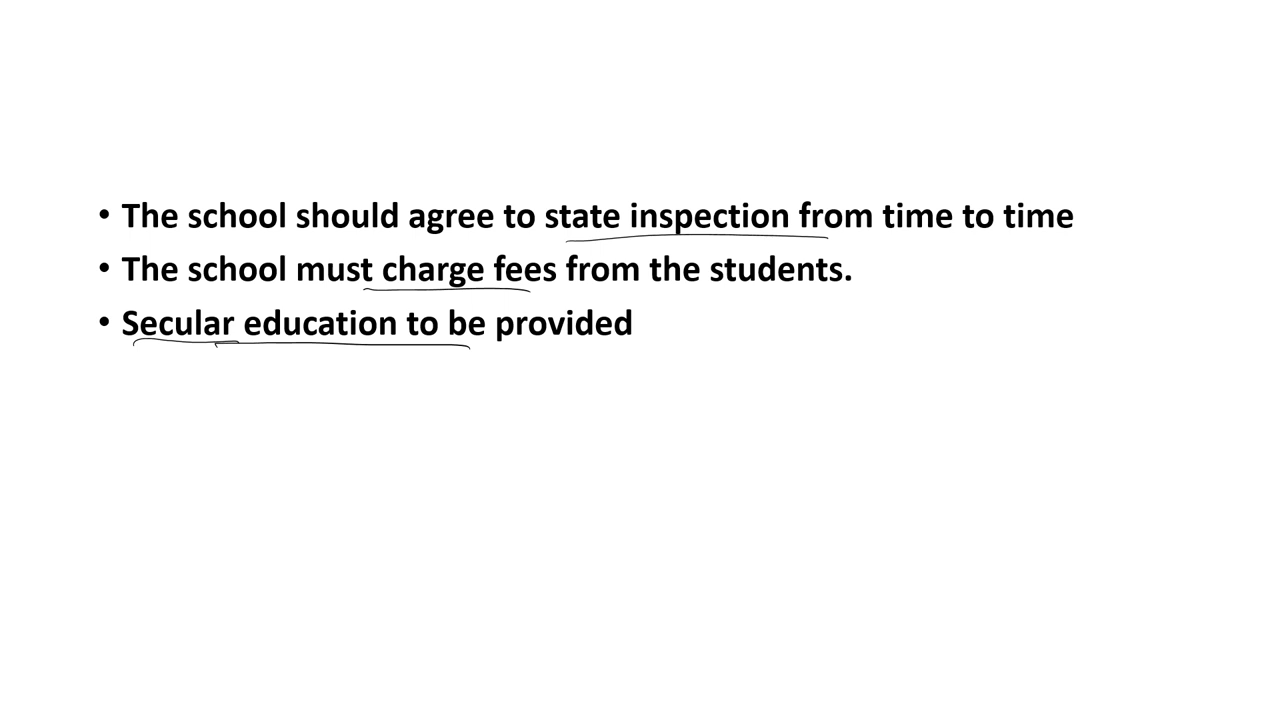 • The school should agree to state inspection from time to time
• The school must charge fees from the students.
• Secular education to be provided